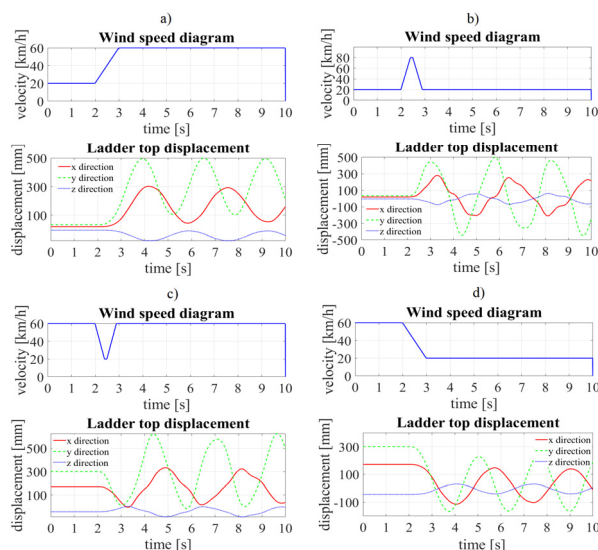 a)
Wind speed diagram
velocity [km/h]
60
40
20
0
0 1 2 3 4 5 6 7 8 9 10
time [s]
Ladder top displacement
displacement [mm]
500
300
100
x direction
y direction
z direction
0 1 2 3 4 5 6 7 8 9 10
time [s]
b)
Wind speed diagram
velocity [km/h]
80
60
40
20
0
0 1 2 3 4 5 6 7 8 9 10
time [s]
Ladder top displacement
displacement [mm]
500
300
100
-100
-300
-500
x direction
y direction
z direction
0 1 2 3 4 5 6 7 8 9 10
time [s]
c)
Wind speed diagram
velocity [km/h]
60
40
20
0
0 1 2 3 4 5 6 7 8 9 10
time [s]
Ladder top displacement
displacement [mm]
500
300
100
x direction
y direction
z direction
0 1 2 3 4 5 6 7 8 9 10
time [s]
d)
Wind speed diagram
velocity [km/h]
60
40
20
0
0 1 2 3 4 5 6 7 8 9 10
time [s]
Ladder top displacement
displacement [mm]
300
100
-100
x direction
y direction
z direction
0 1 2 3 4 5 6 7 8 9 10
time [s]